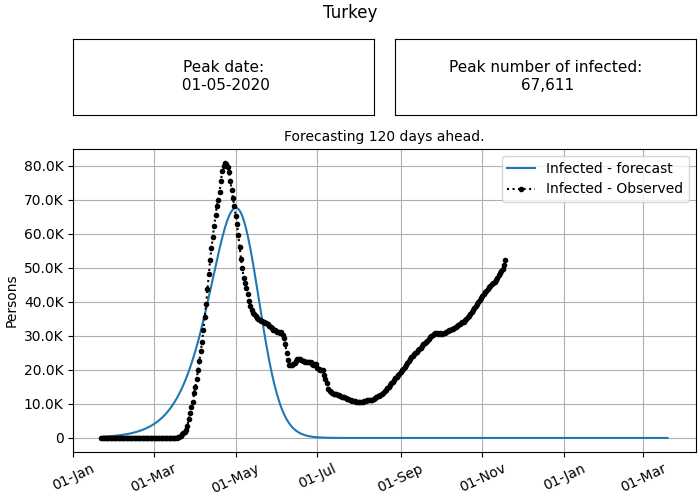 Turkey
Peak date:
01-05-2020
Peak number of infected:
67,611
Forecasting 120 days ahead.
Infected - forecast
Infected - Observed
Persons
80.0K
70.0K
60.0K
50.0K
40.0K
30.0K
20.0K
10.0K
0
01-Jan
01-Mar
01-May
01-Jul
01-Sep
01-Nov
01-Jan
01-Mar